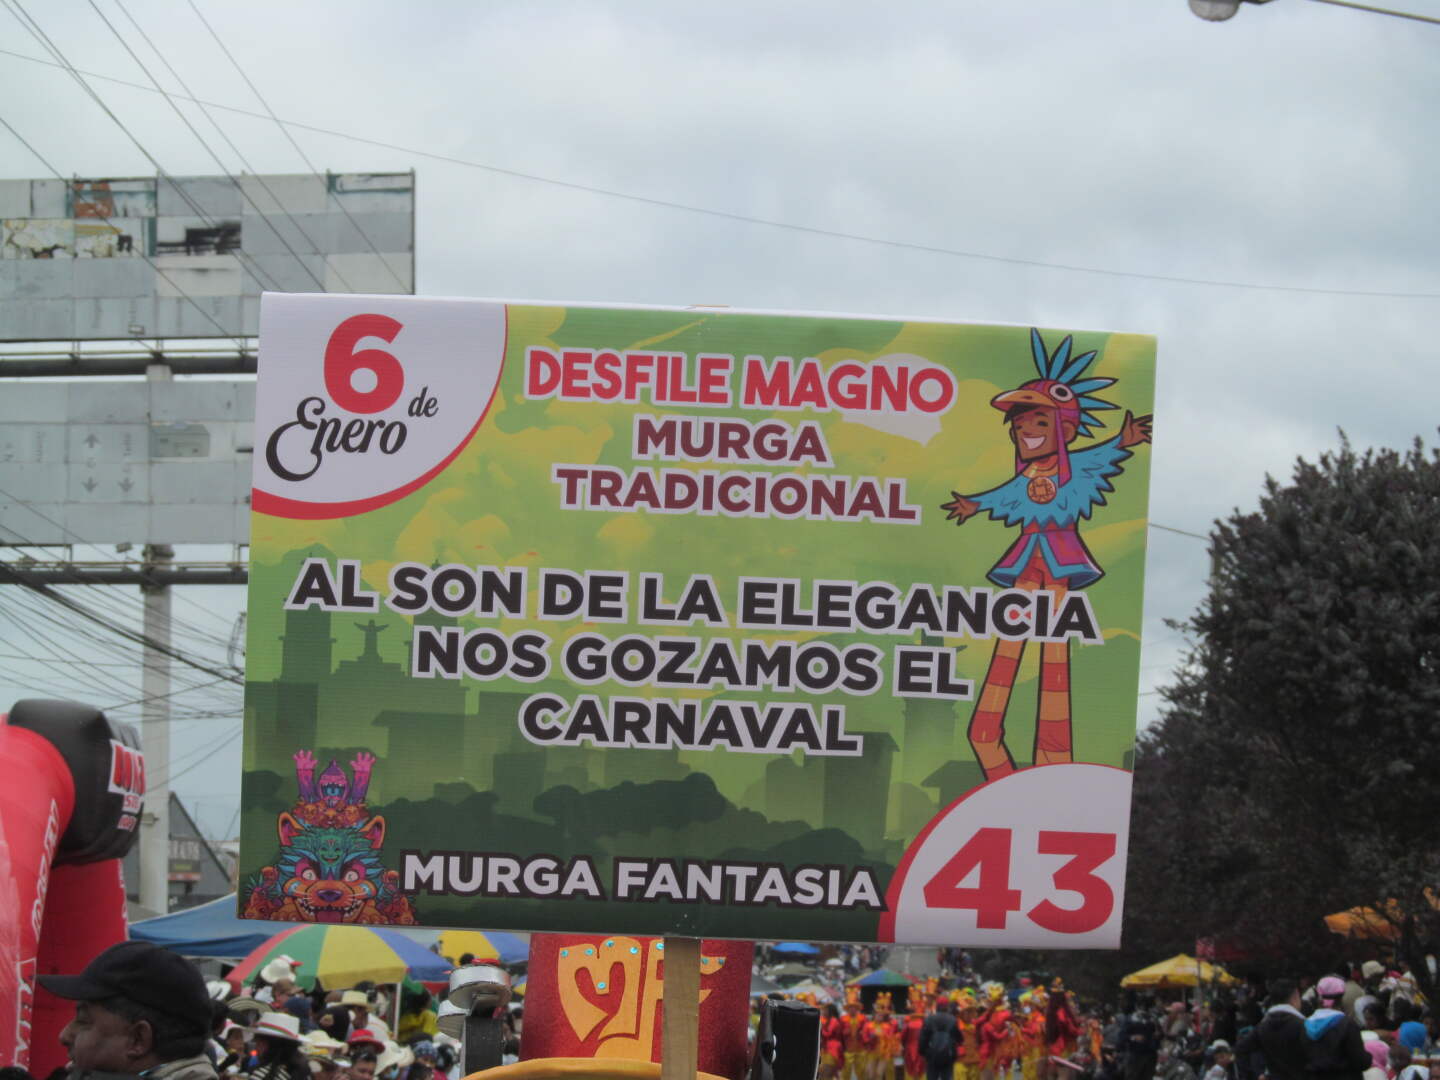 6 de
Enero
DESFILE MAGNO
MURGA
TRADICIONAL
AL SON DE LA ELEGANCIA
NOS GOZAMOS EL
CARNAVAL
MURGA FANTASIA
43
MF